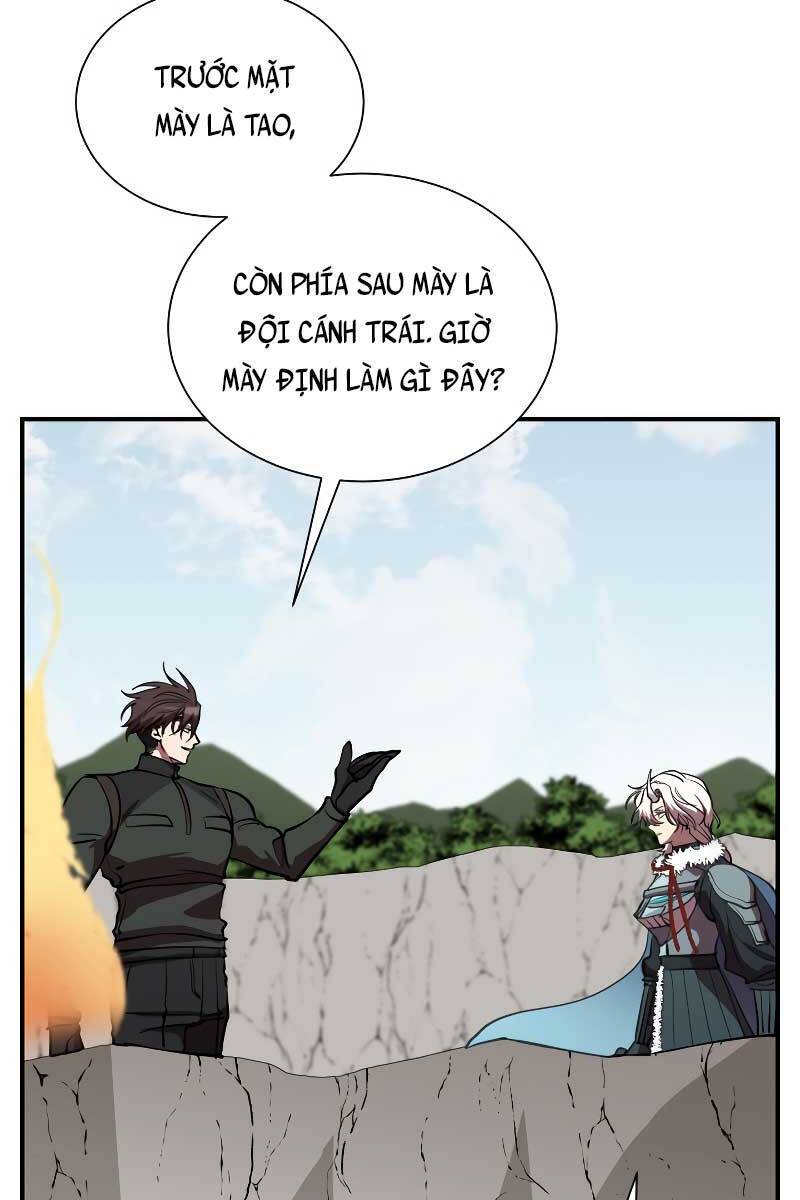 TRƯỚC MẶT
MÀY LÀ TAO,
CÒN PHÍA SAU MÀY LÀ
ĐỘI CÁNH TRÁI. GIỜ
MÀY ĐỊNH LÀM GÌ ĐÂY?